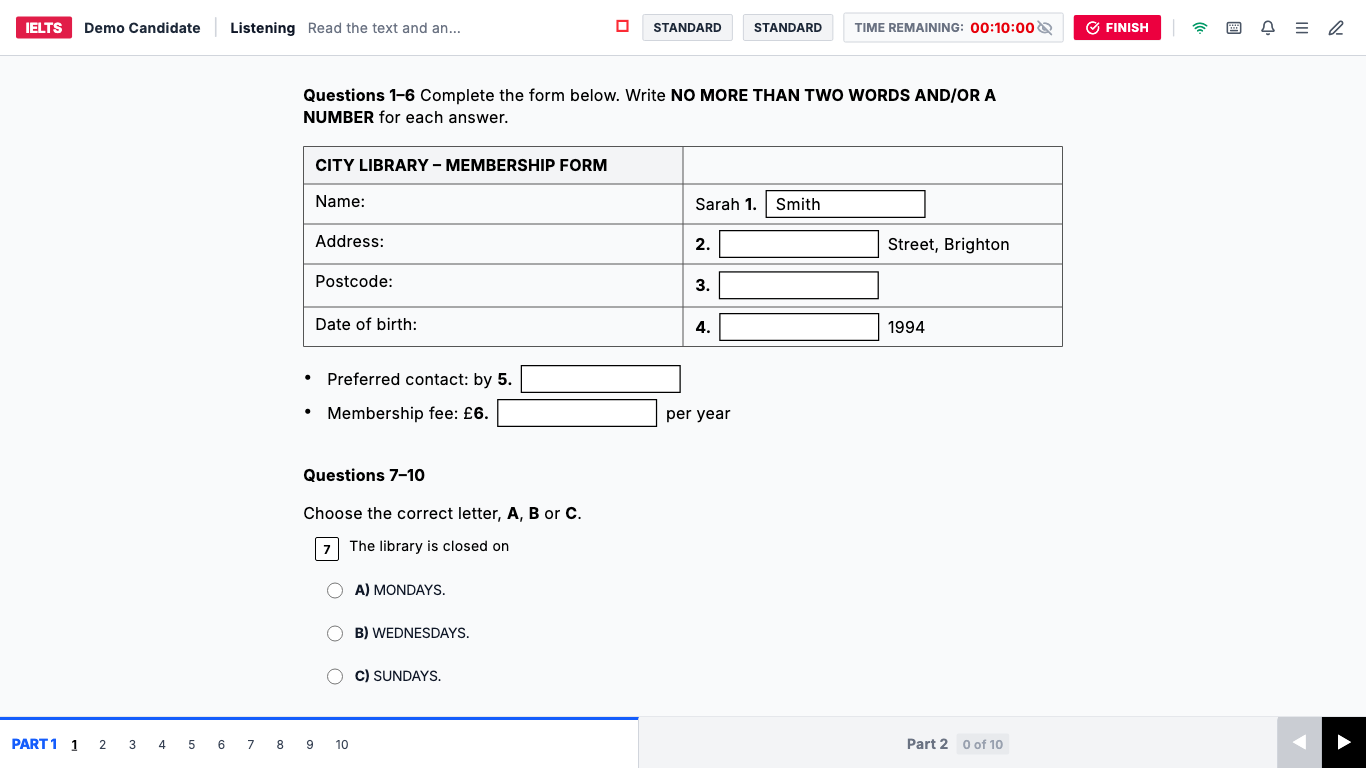 IELTS Demo Candidate Listening Read the text and an... STANDARD STANDARD TIME REMAINING: 00:10:00 FINISH
Questions 1–6 Complete the form below. Write NO MORE THAN TWO WORDS AND/OR A
NUMBER for each answer.
CITY LIBRARY – MEMBERSHIP FORM
Name: Sarah 1. Smith
Address: 2. Street, Brighton
Postcode: 3.
Date of birth: 4. 1994
• Preferred contact: by 5.
• Membership fee: £6. per year
Questions 7–10
Choose the correct letter, A, B or C.
7 The library is closed on
A) MONDAYS.
B) WEDNESDAYS.
C) SUNDAYS.
PART 1 1 2 3 4 5 6 7 8 9 10 Part 2 0 of 10